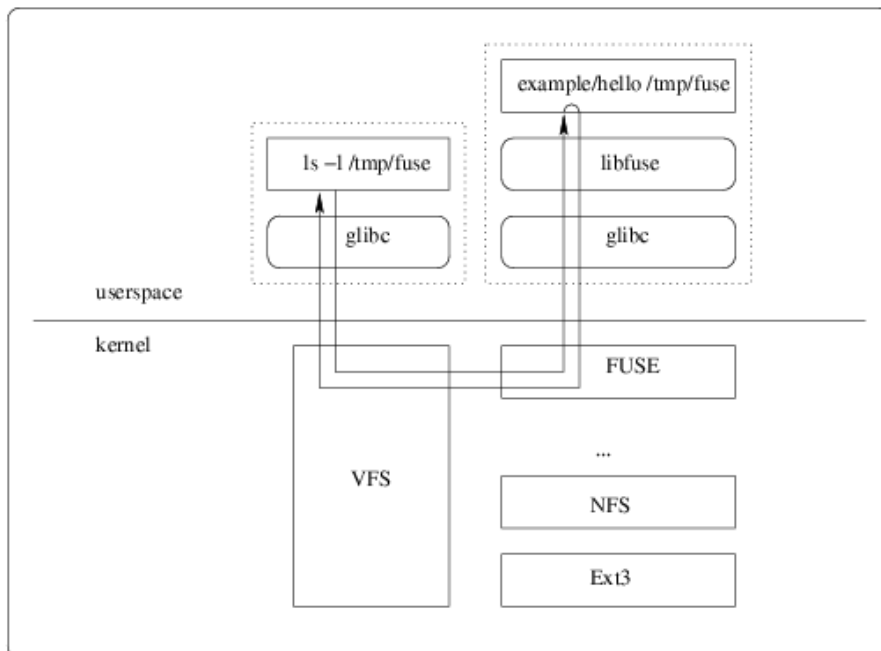 example/hello /tmp/fuse
ls −l /tmp/fuse
libfuse
glibc
glibc
userspace
kernel
FUSE
...
VFS
NFS
Ext3